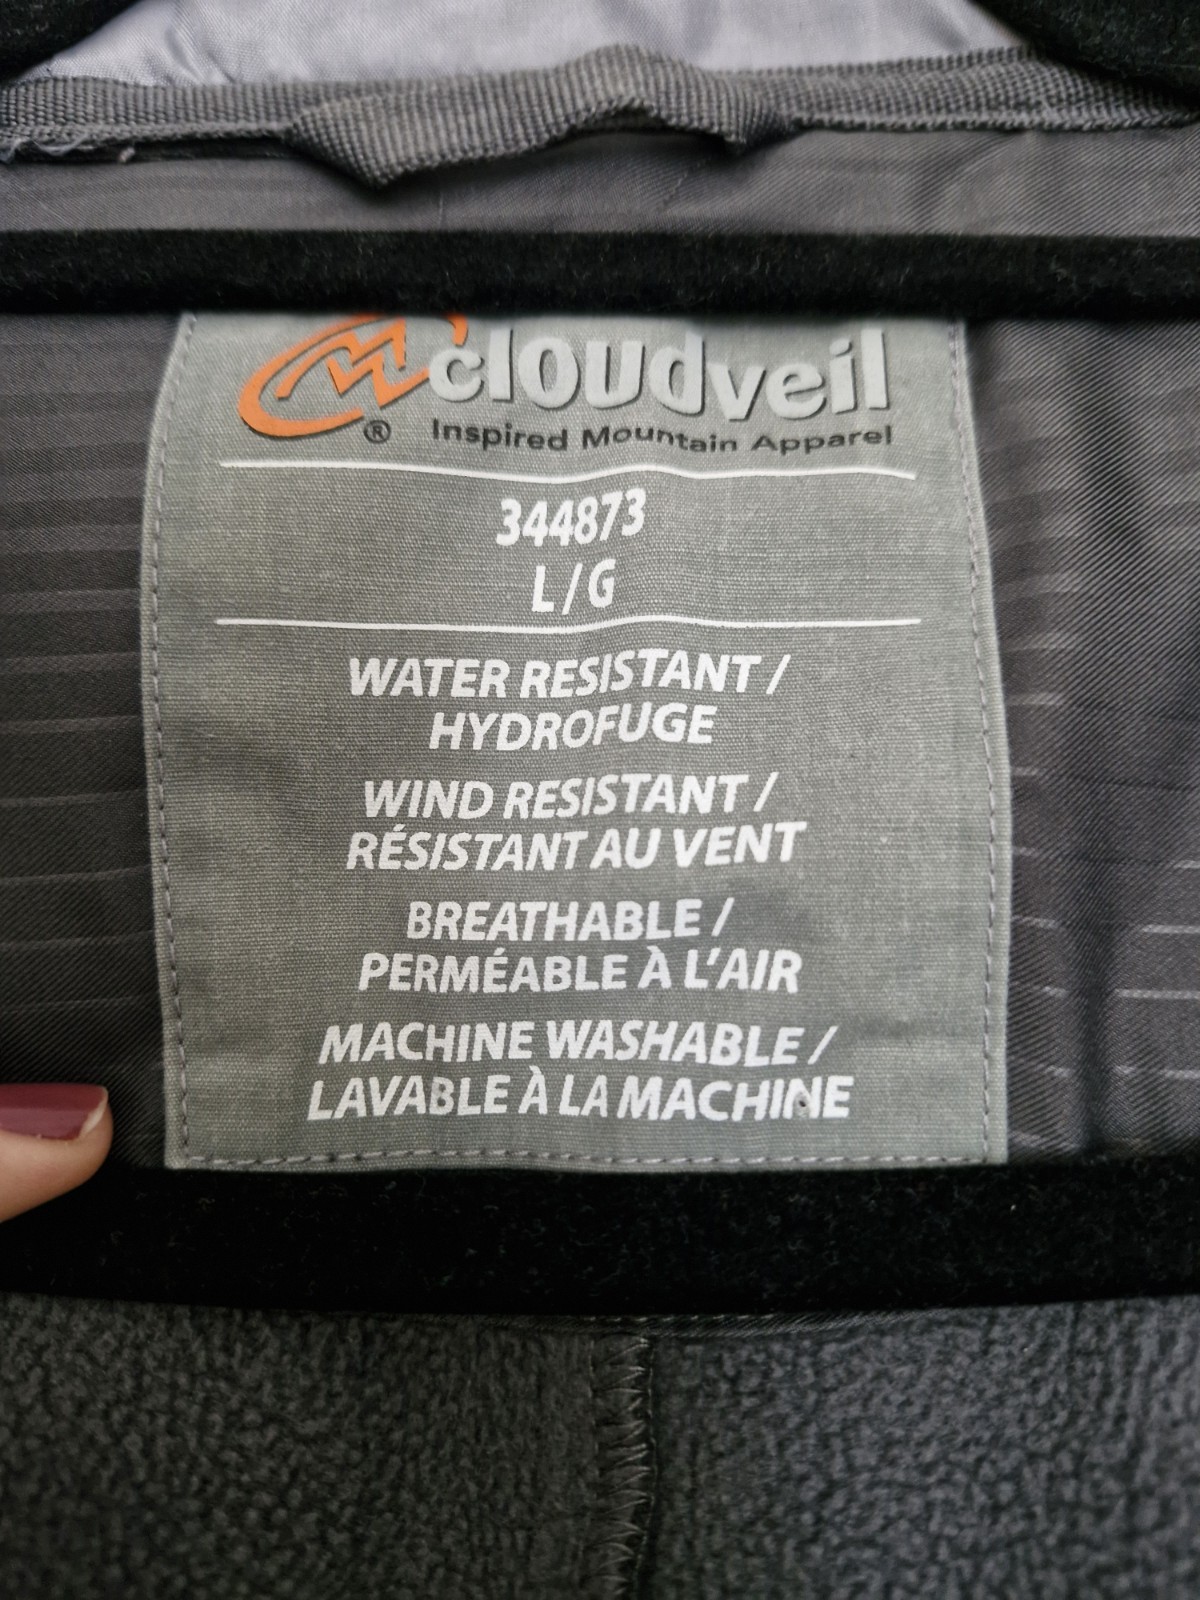 cloudveil
® Inspired Mountain Apparel
344873
L/G
WATER RESISTANT /
HYDROFUGE
WIND RESISTANT /
RÉSISTANT AU VENT
BREATHABLE /
PERMÉABLE À L'AIR
MACHINE WASHABLE /
LAVABLE À LA MACHINE